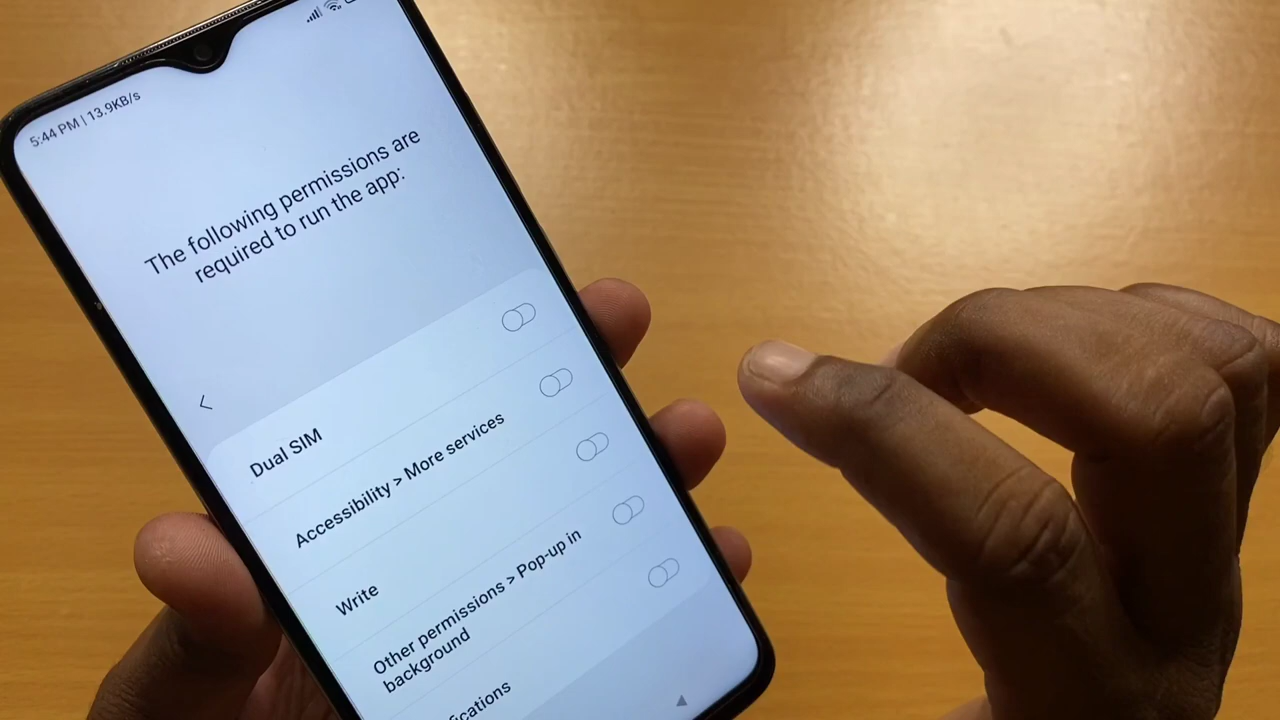 5:44 PM | 13.9KB/s
The following permissions are
required to run the app:
Dual SIM
Accessibility > More services
Write
Other permissions > Pop-up in
background